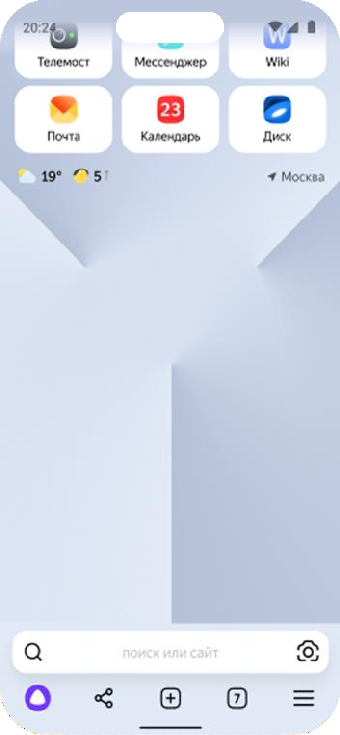 20:24
Телемост Мессенджер Wiki
23
Почта Календарь Диск
19° 5 Москва
поиск или сайт
7